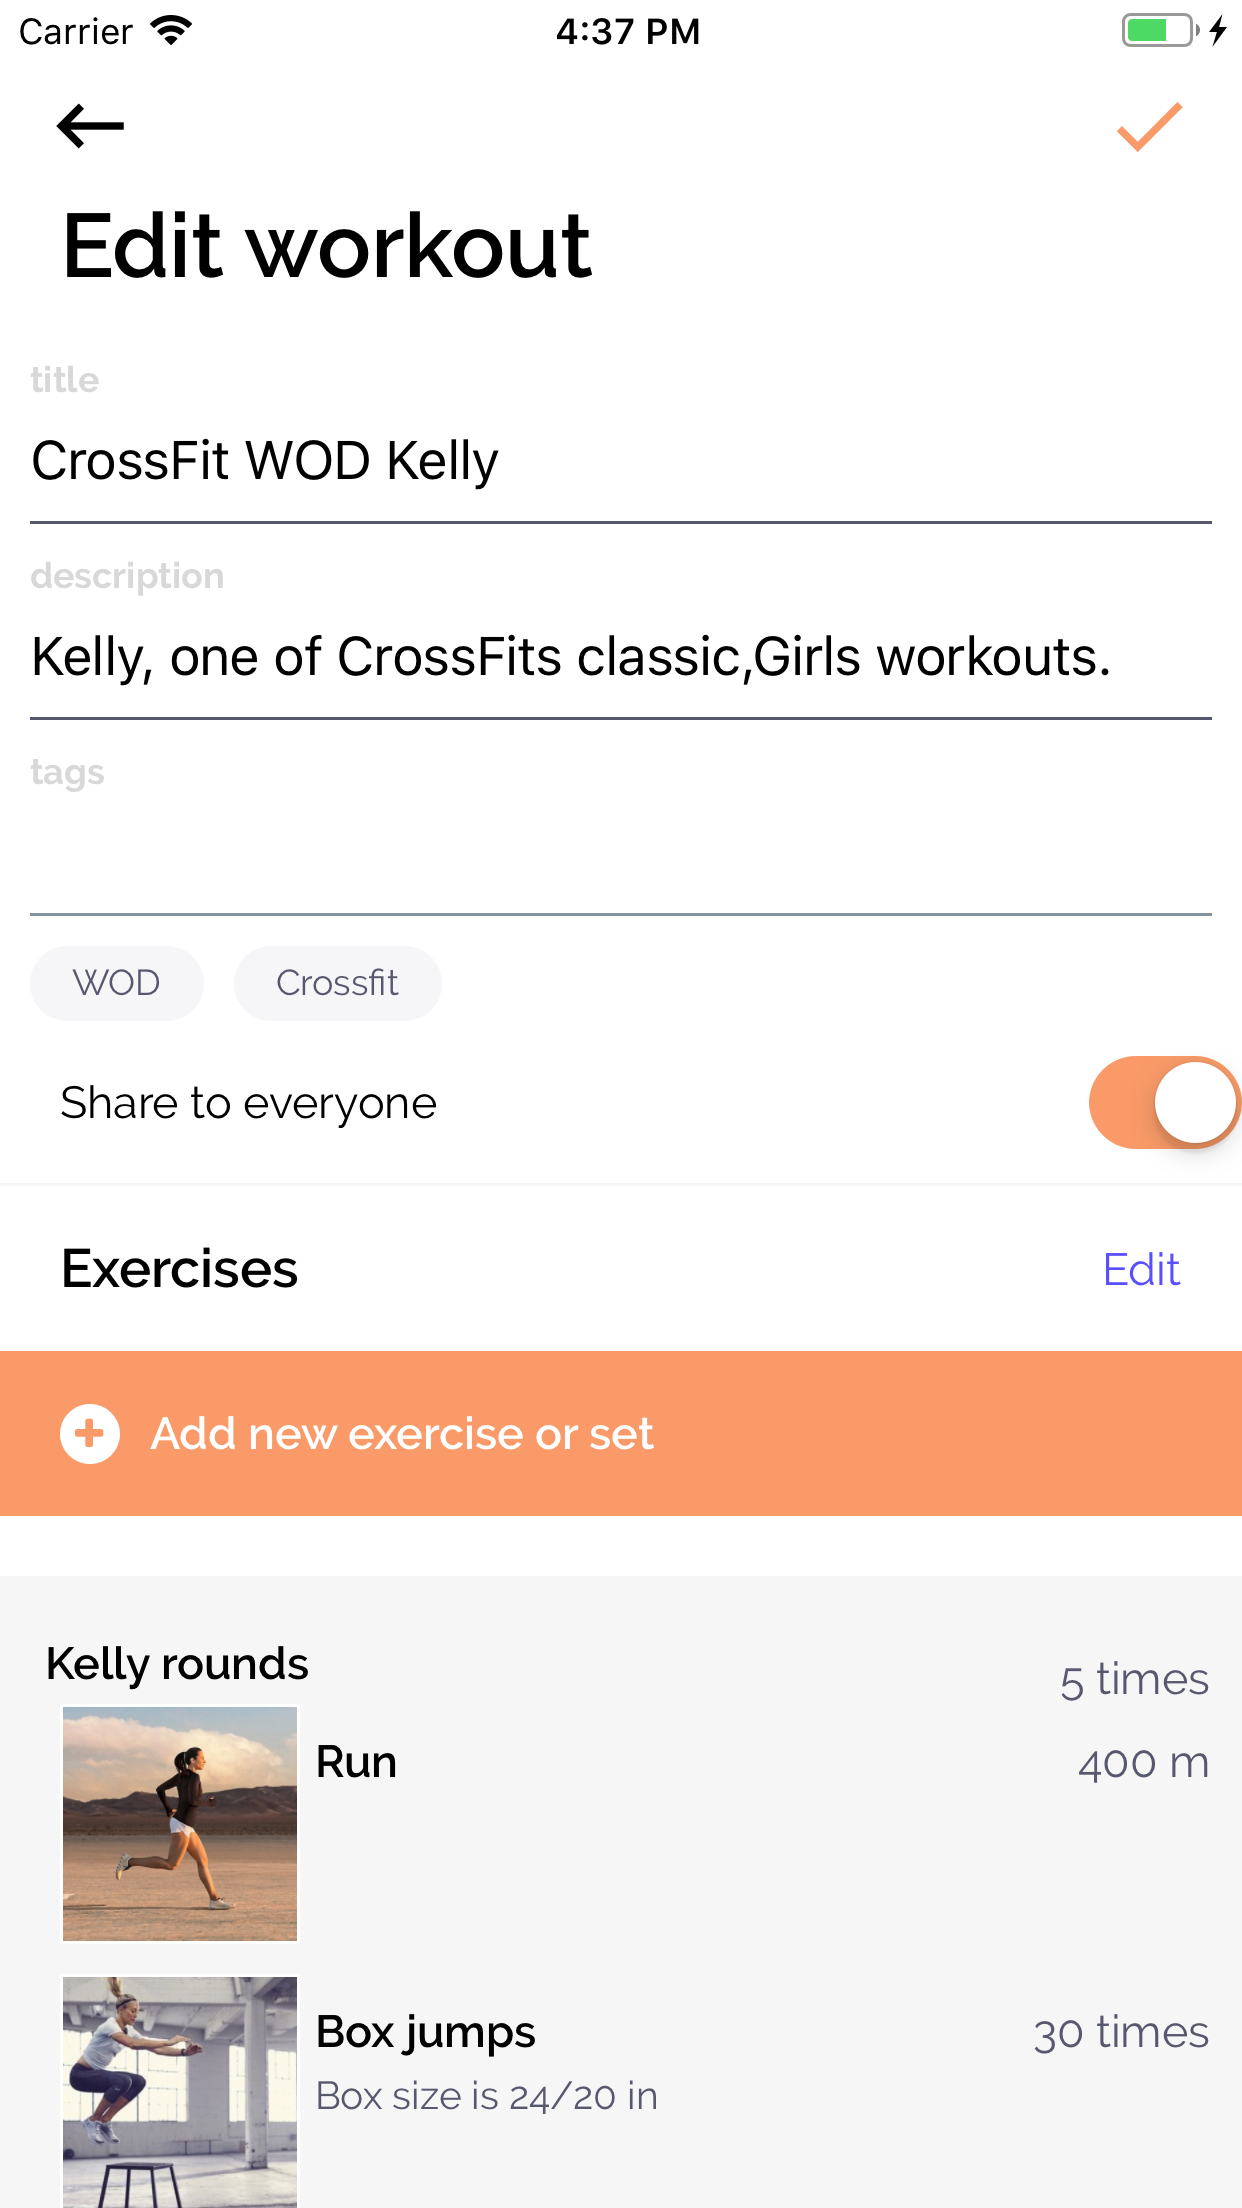 Carrier 4:37 PM
Edit workout
title
CrossFit WOD Kelly
description
Kelly, one of CrossFits classic,Girls workouts.
tags
WOD Crossfit
Share to everyone
Exercises Edit
Add new exercise or set
Kelly rounds 5 times
Run 400 m
Box jumps 30 times
Box size is 24/20 in